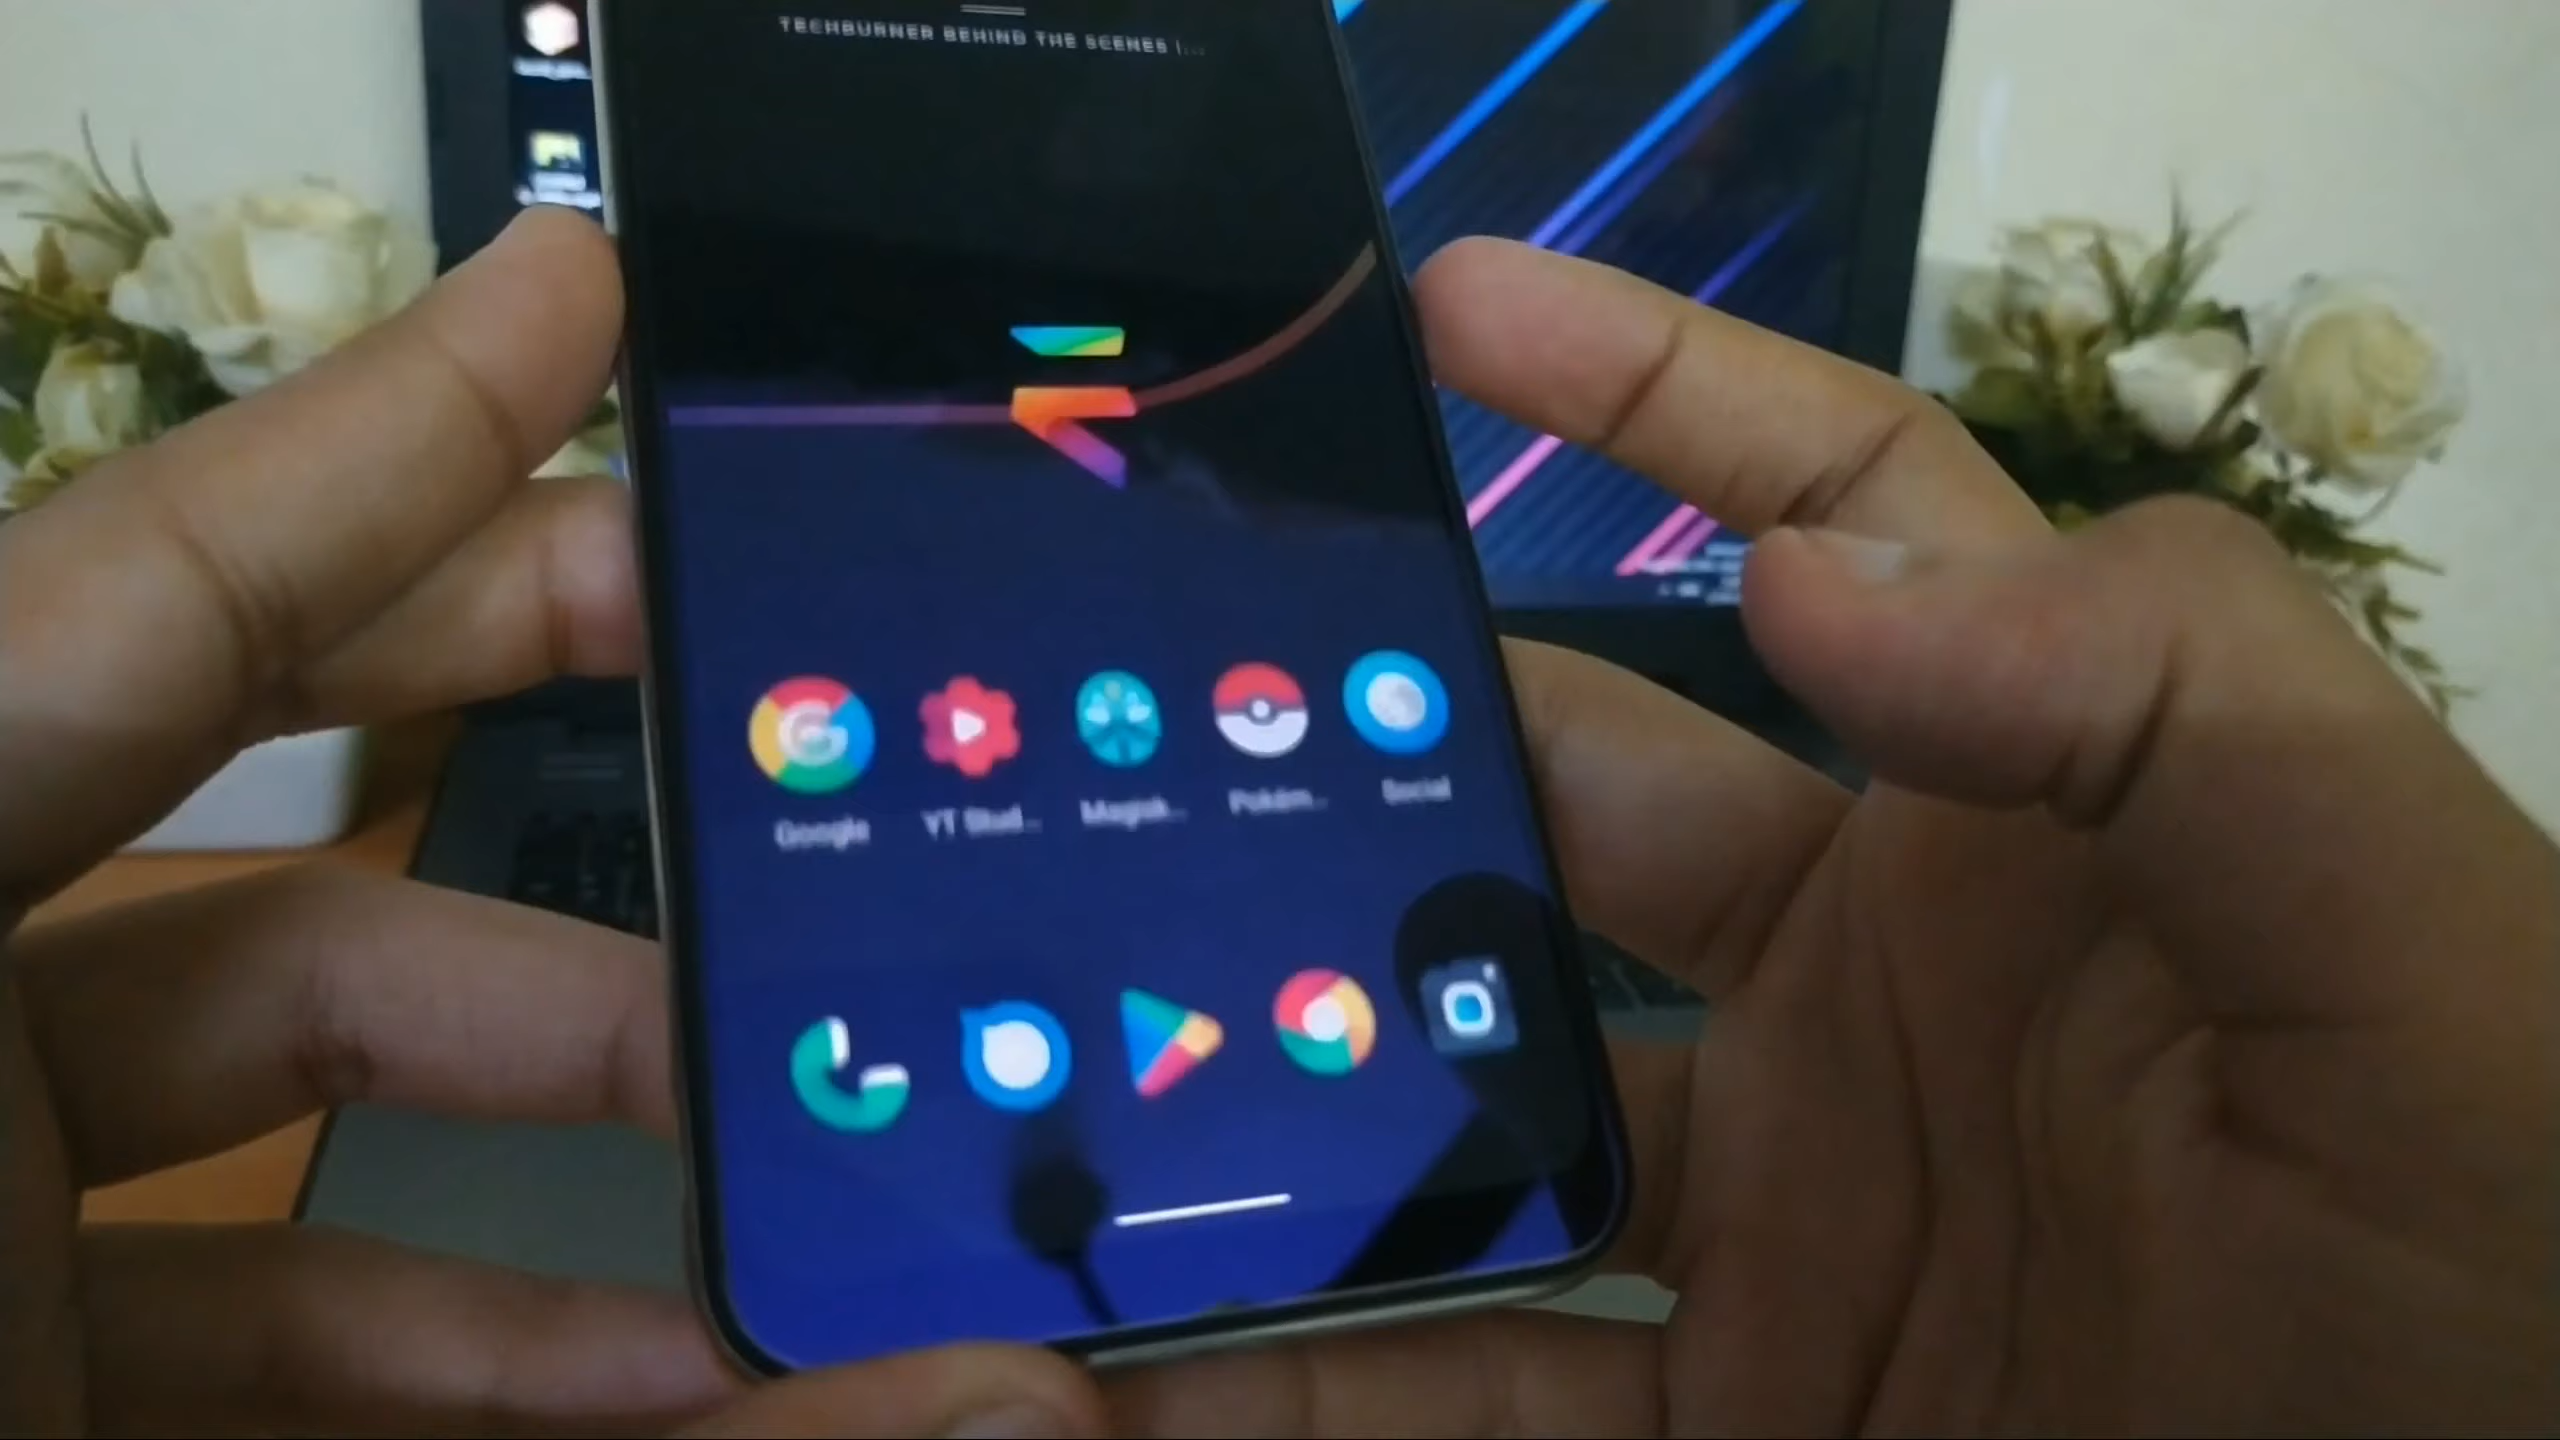 TECHBURNER BEHIND THE SCENES |...
Google
YT Stud...
Magisk...
Pokém...
Social